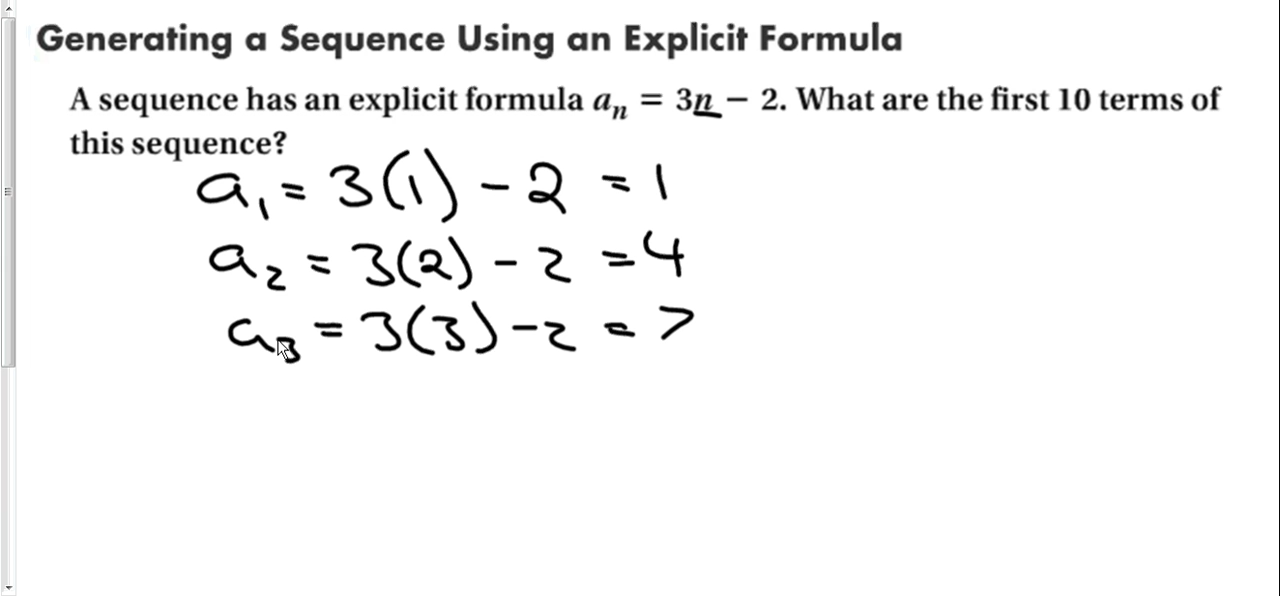 Generating a Sequence Using an Explicit Formula
A sequence has an explicit formula aₙ = 3n − 2. What are the first 10 terms of
this sequence?
a₁ = 3(1) − 2 = 1
a₂ = 3(2) − 2 = 4
a₃ = 3(3) − 2 = 7